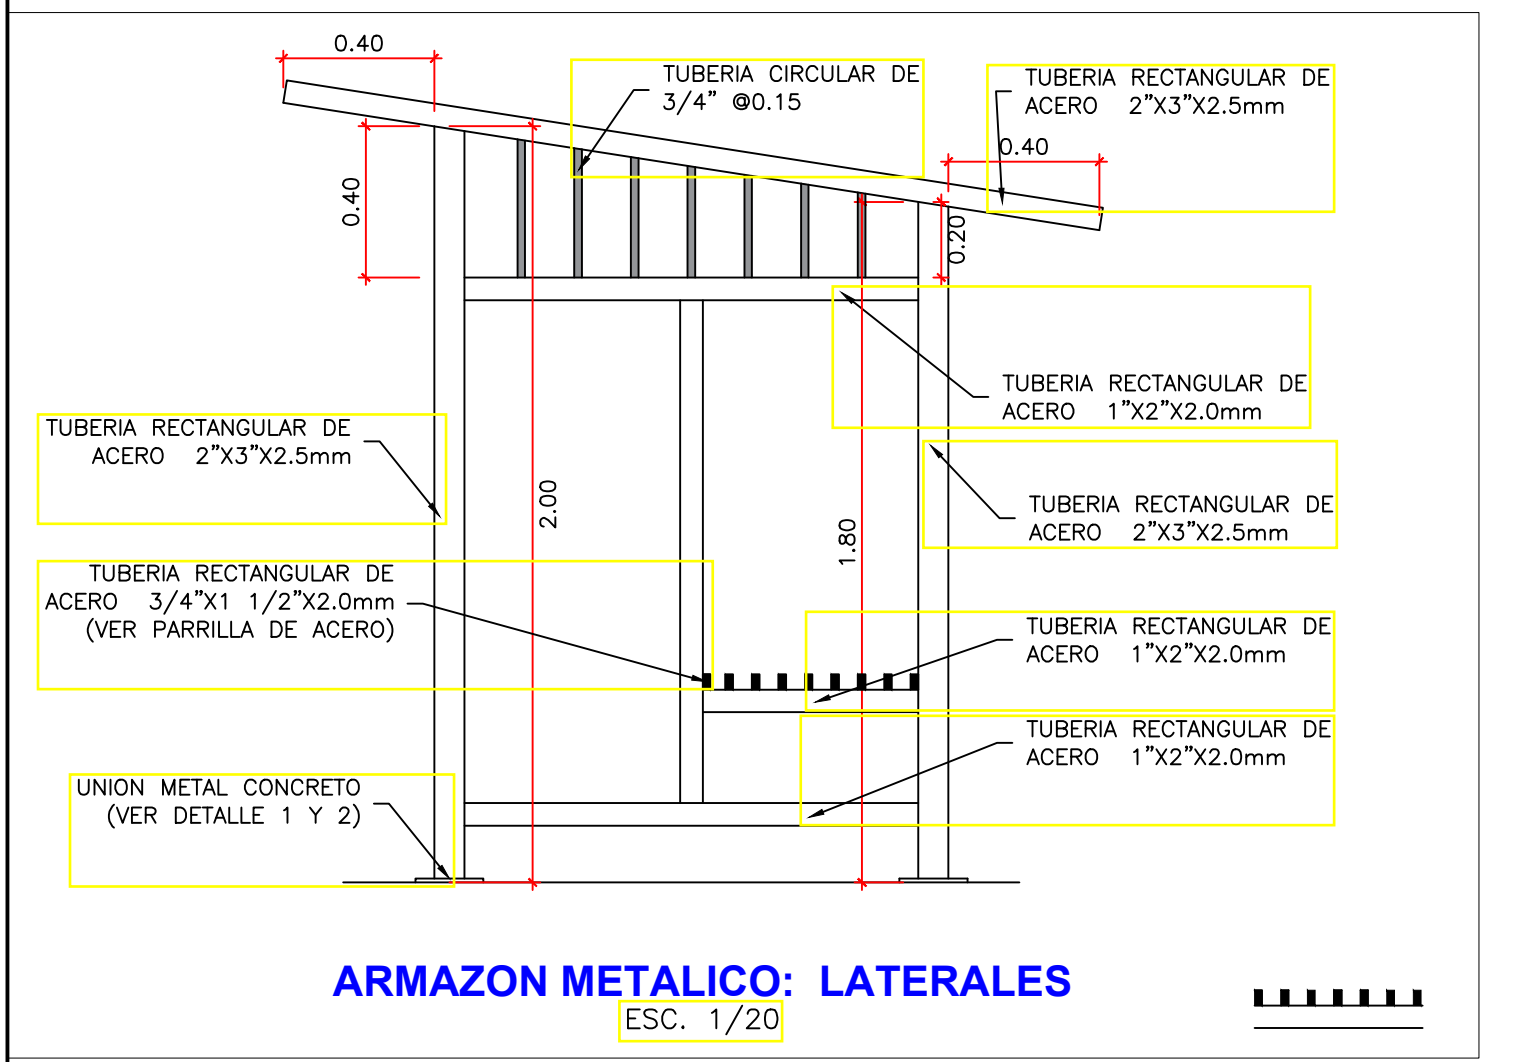 0.40
TUBERIA CIRCULAR DE
3/4" @0.15
TUBERIA RECTANGULAR DE
ACERO 2"X3"X2.5mm
0.40
0.40
0.20
TUBERIA RECTANGULAR DE
ACERO 1"X2"X2.0mm
TUBERIA RECTANGULAR DE
ACERO 2"X3"X2.5mm
2.00
1.80
TUBERIA RECTANGULAR DE
ACERO 2"X3"X2.5mm
TUBERIA RECTANGULAR DE
ACERO 3/4"X1 1/2"X2.0mm
(VER PARRILLA DE ACERO)
TUBERIA RECTANGULAR DE
ACERO 1"X2"X2.0mm
TUBERIA RECTANGULAR DE
ACERO 1"X2"X2.0mm
UNION METAL CONCRETO
(VER DETALLE 1 Y 2)
ARMAZON METALICO: LATERALES
ESC. 1/20